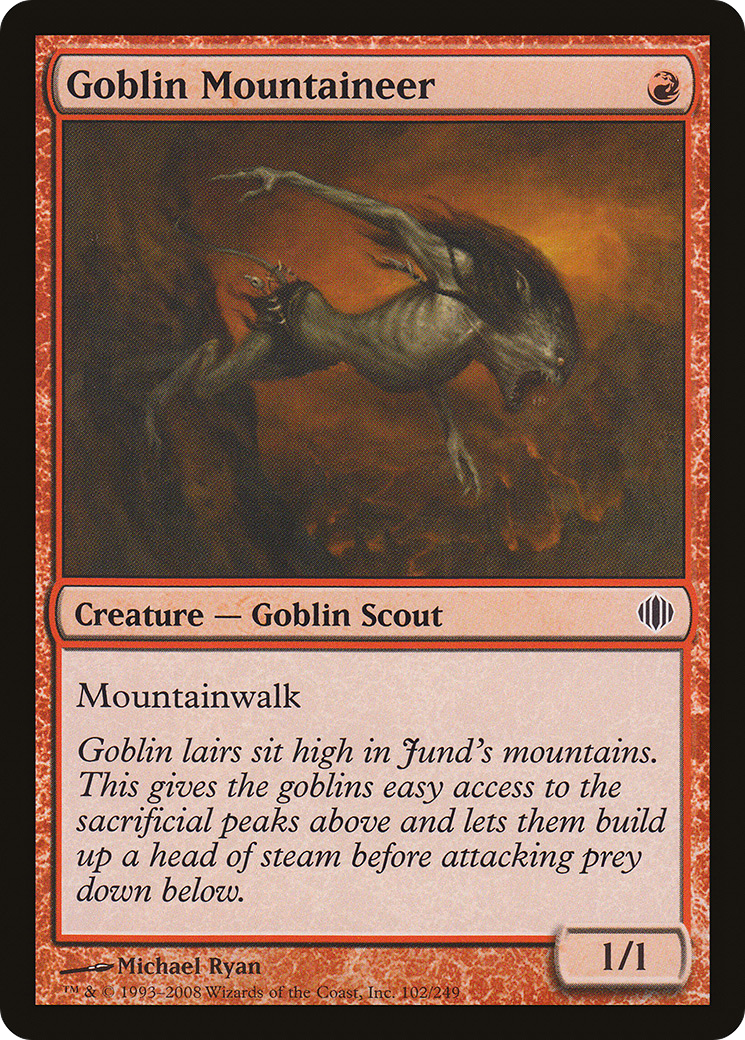 Goblin Mountaineer
Creature — Goblin Scout
Mountainwalk
Goblin lairs sit high in Jund's mountains.
This gives the goblins easy access to the
sacrificial peaks above and lets them build
up a head of steam before attacking prey
down below.
1/1
Michael Ryan
™ & © 1993–2008 Wizards of the Coast, Inc. 102/249